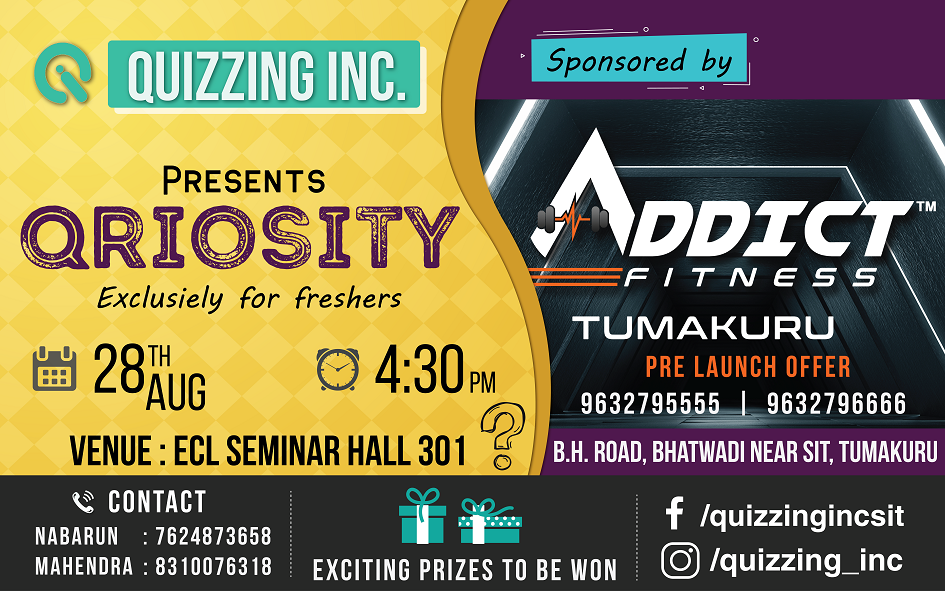 QUIZZING INC.
PRESENTS
QRIOSITY
Exclusiely for freshers
28TH AUG
4:30 PM
VENUE : ECL SEMINAR HALL 301
Sponsored by
ADDICT™
FITNESS
TUMAKURU
PRE LAUNCH OFFER
9632795555 | 9632796666
B.H. ROAD, BHATWADI NEAR SIT, TUMAKURU
CONTACT
NABARUN : 7624873658
MAHENDRA : 8310076318
EXCITING PRIZES TO BE WON
/quizzingincsit
/quizzing_inc